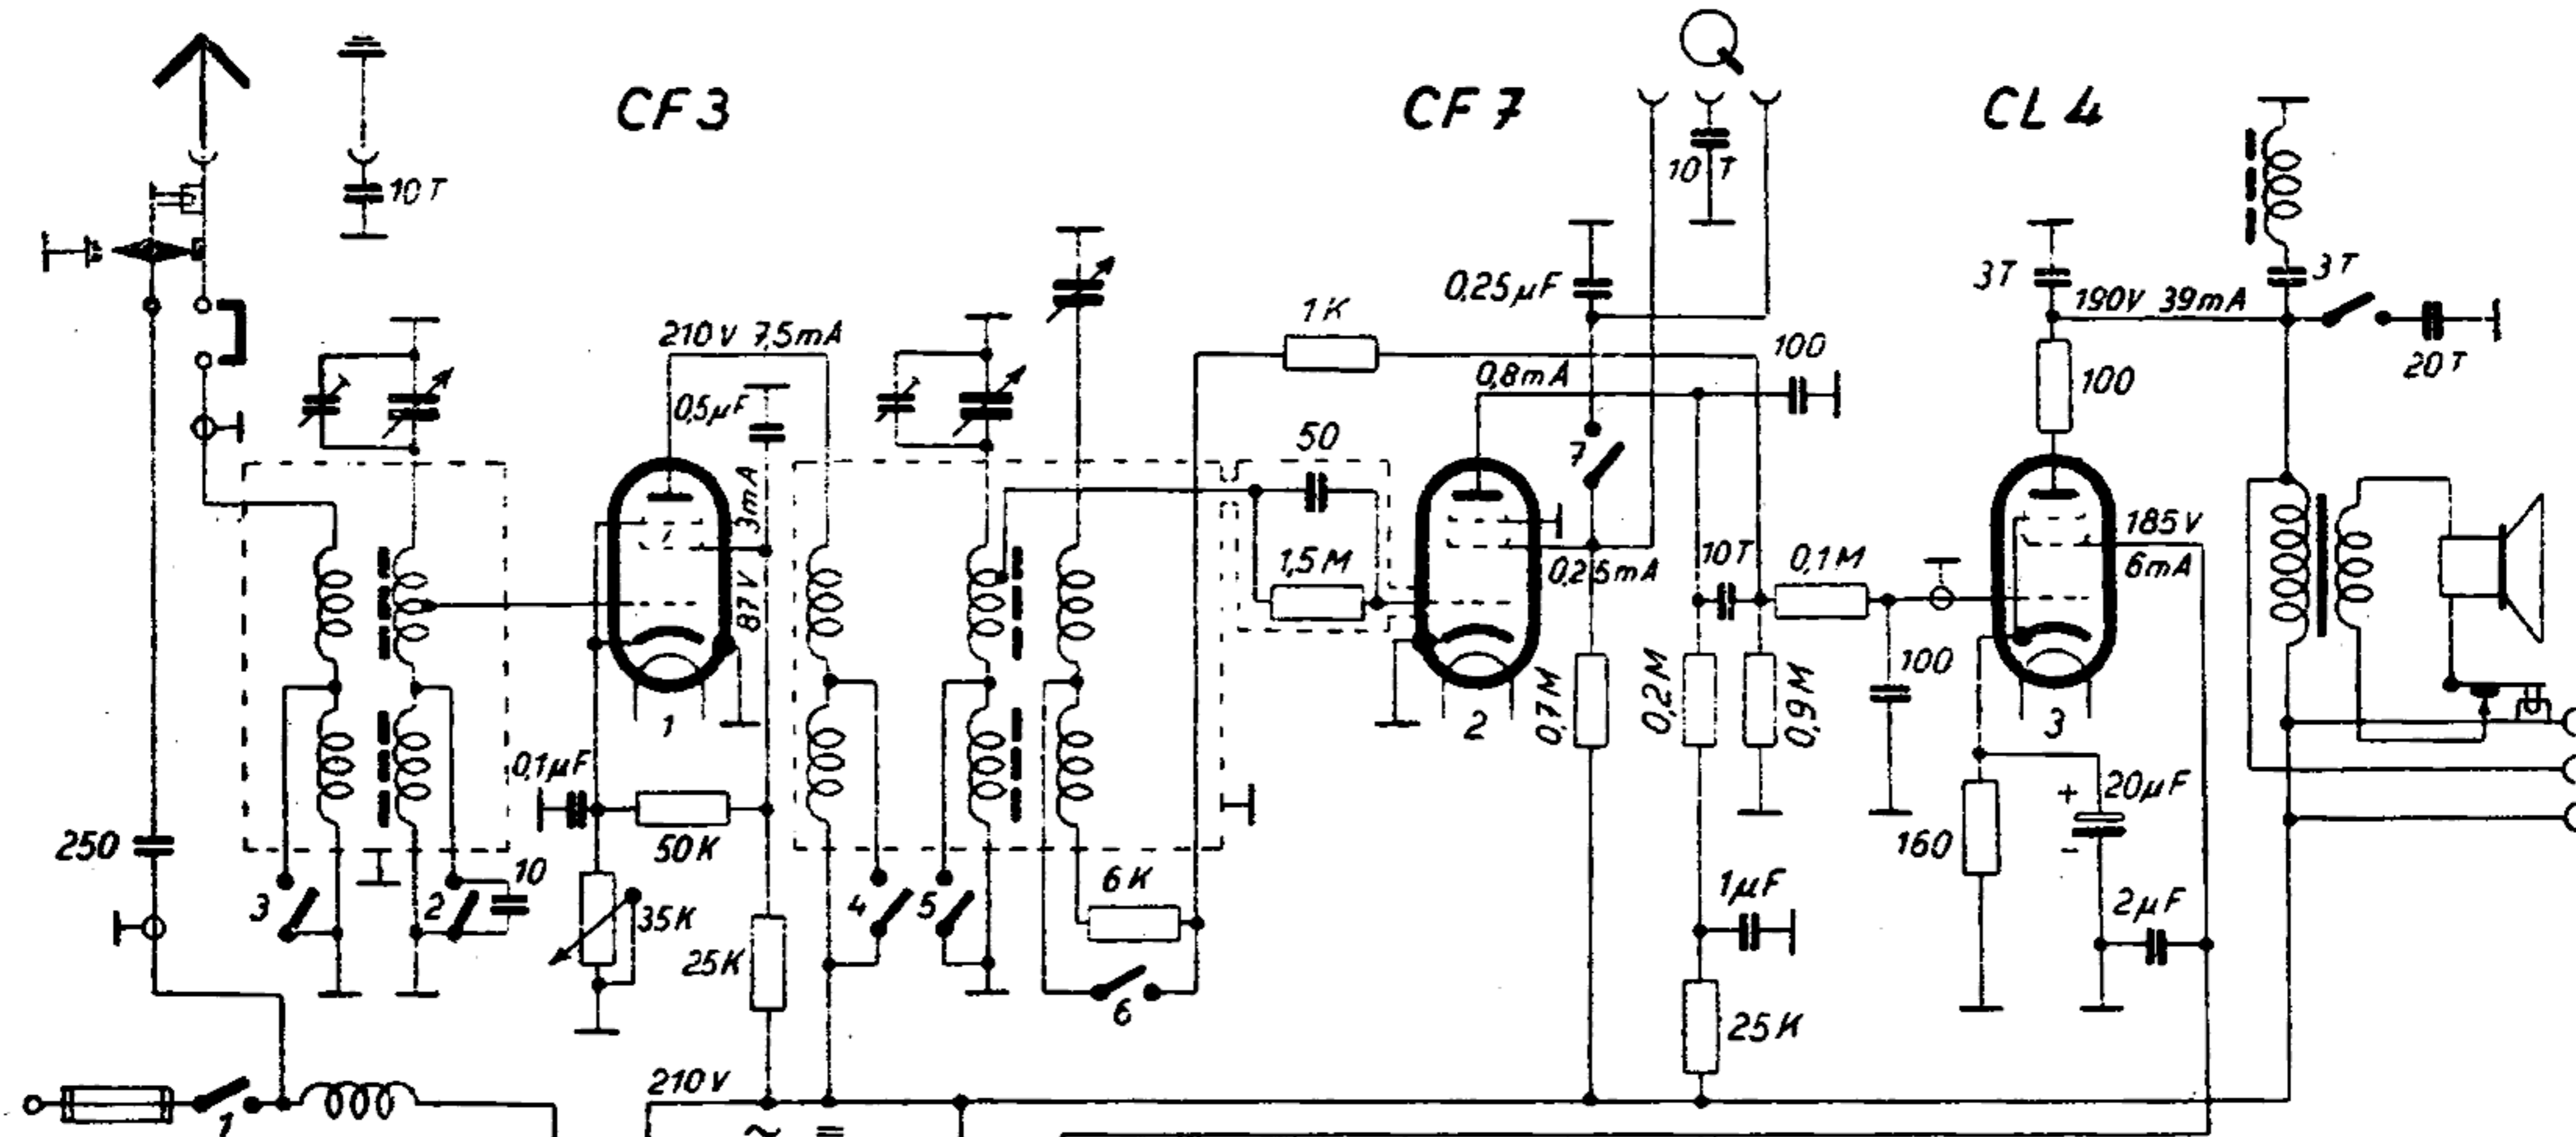 CF3
CF7
CL4
10T
10 T
3T
3T
190V 39mA
20T
0,25µF
1K
210V 7,5mA
0,5µF
3mA
87V
0,8mA
100
100
50
7
1,5M
0,25mA
10T
0,1M
185V
6mA
100
1
2
3
0,7M
0,2M
0,9M
0,1µF
50K
250
10
3
2
35K
25K
4
5
6K
6
1µF
25K
160
+
20µF
-
2µF
210V
1
~ =